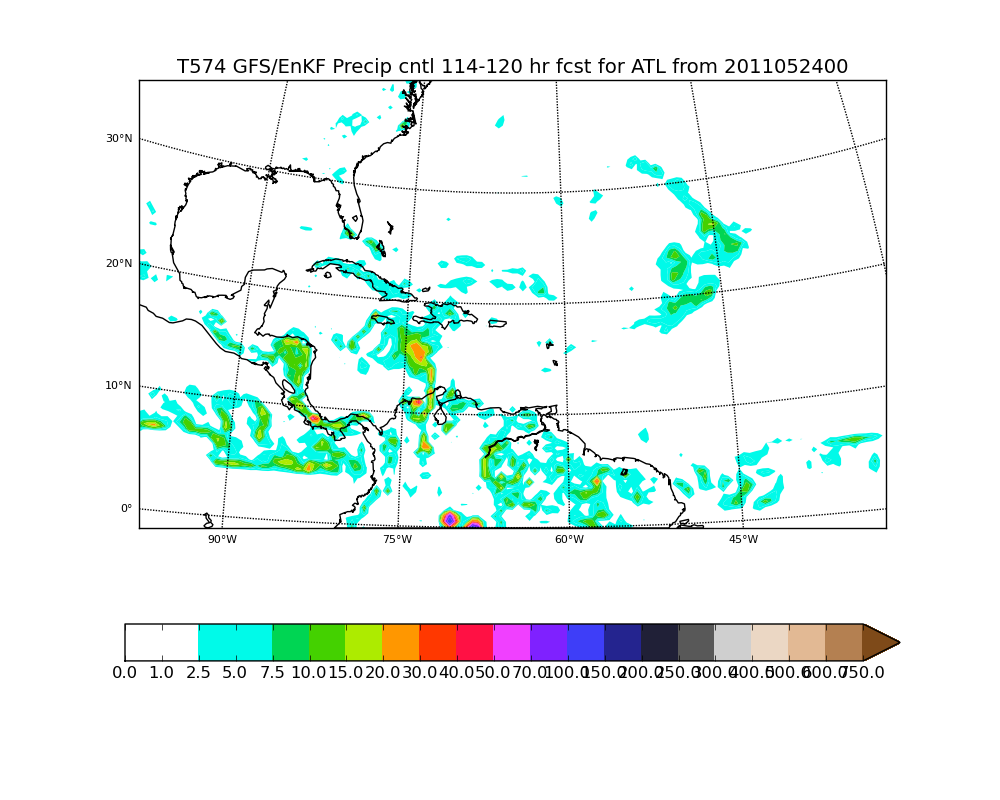 T574 GFS/EnKF Precip cntl 114-120 hr fcst for ATL from 2011052400
30°N
20°N
10°N
0°
90°W 75°W 60°W 45°W
0.0 1.0 2.5 5.0 7.5 10.0 15.0 20.0 30.0 40.0 50.0 70.0 100.0 150.0 200.0 250.0 300.0 400.0 500.0 600.0 750.0